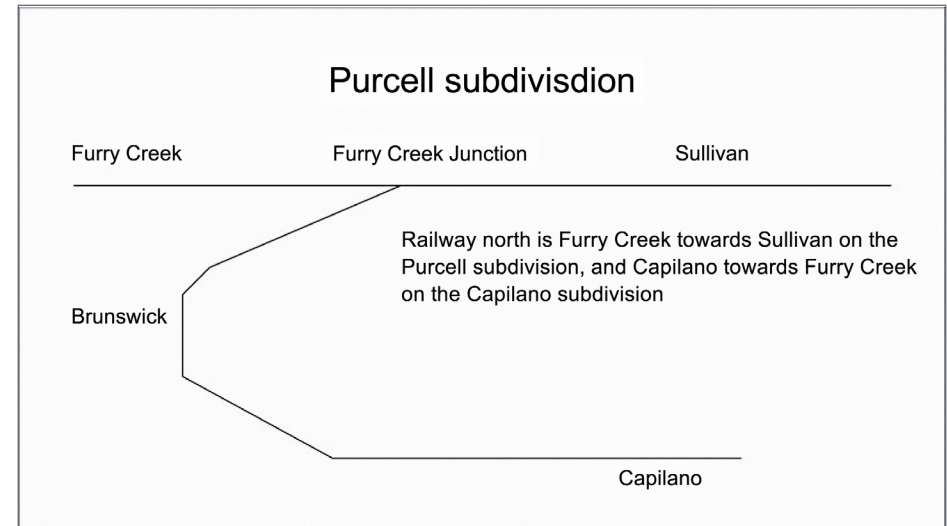 Purcell subdivisdion
Furry Creek Furry Creek Junction Sullivan
Railway north is Furry Creek towards Sullivan on the
Purcell subdivision, and Capilano towards Furry Creek
on the Capilano subdivision
Brunswick
Capilano